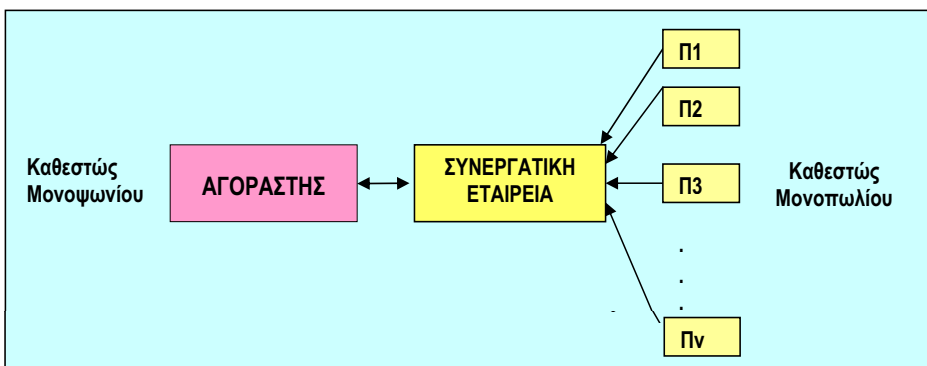 Καθεστώς
Μονοψωνίου
ΑΓΟΡΑΣΤΗΣ
ΣΥΝΕΡΓΑΤΙΚΗ
ΕΤΑΙΡΕΙΑ
Π1
Π2
Π3
.
.
.
Πν
Καθεστώς
Μονοπωλίου